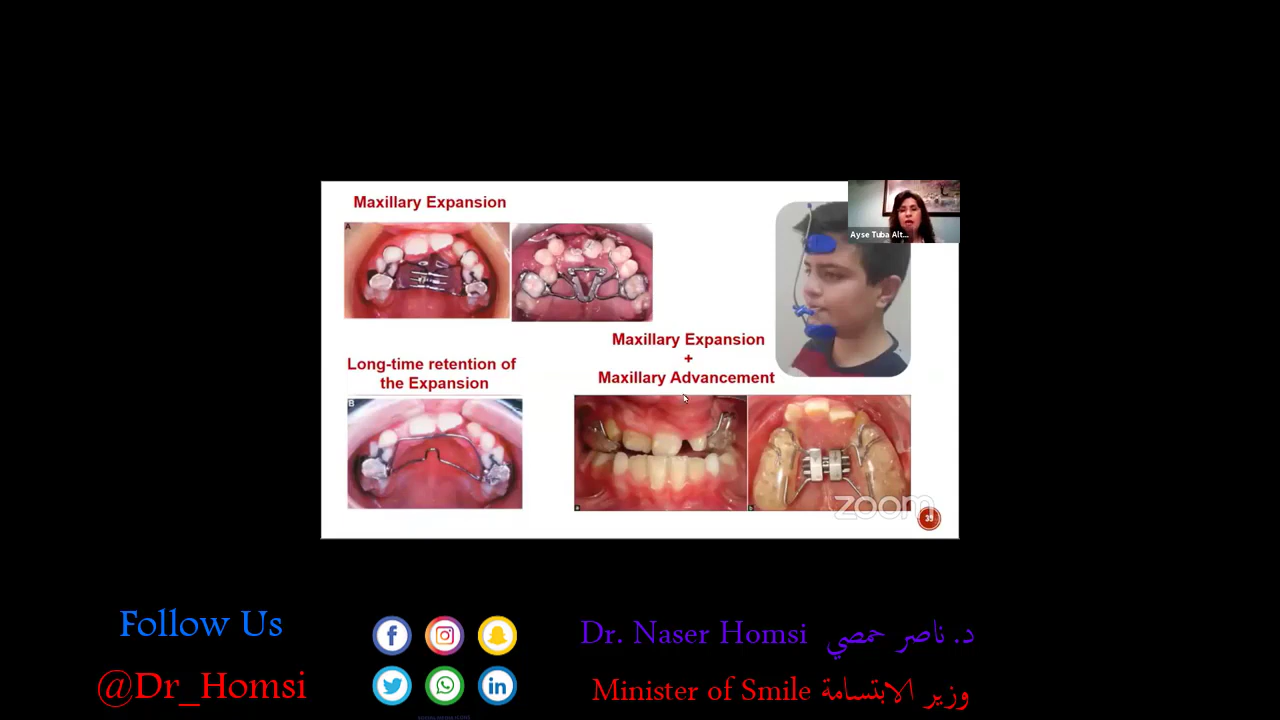 Maxillary Expansion
A
Ayse Tuba Alt...
Maxillary Expansion
+
Maxillary Advancement
Long-time retention of
the Expansion
B
a
b
zoom
35
Follow Us
@Dr_Homsi
Dr. Naser Homsi د. ناصر حمصي
Minister of Smile وزير الابتسامة